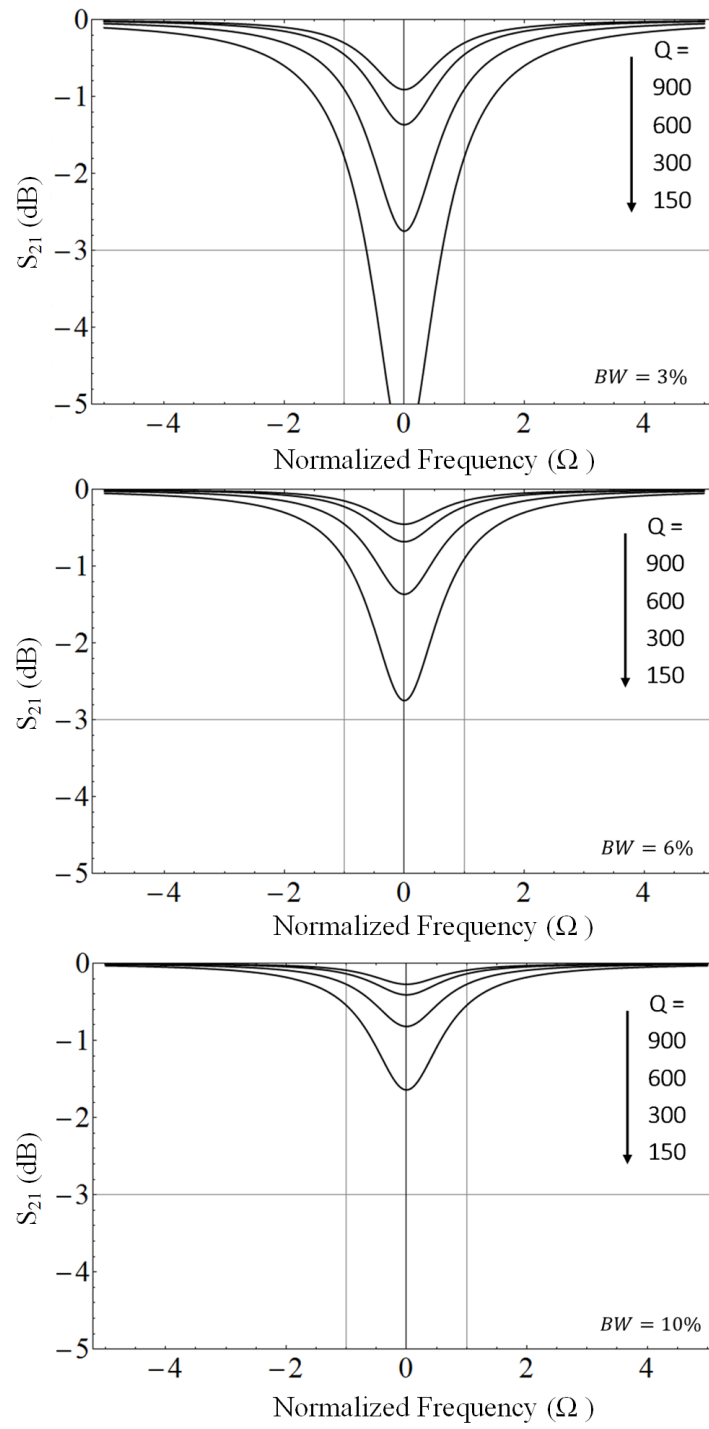 0
−1
−2
−3
−4
−5
S21 (dB)
Q =
900
600
300
150
BW = 3%
−4 −2 0 2 4
Normalized Frequency (Ω )
0
−1
−2
−3
−4
−5
S21 (dB)
Q =
900
600
300
150
BW = 6%
−4 −2 0 2 4
Normalized Frequency (Ω )
0
−1
−2
−3
−4
−5
S21 (dB)
Q =
900
600
300
150
BW = 10%
−4 −2 0 2 4
Normalized Frequency (Ω )